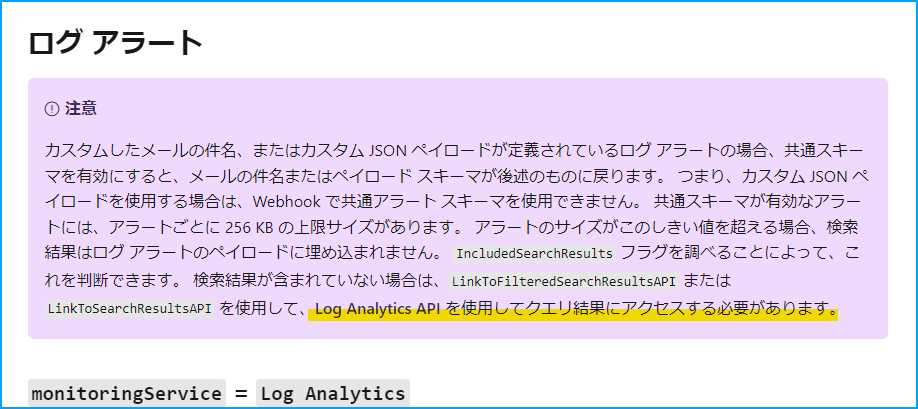 ログ アラート
注意
カスタムしたメールの件名、またはカスタム JSON ペイロードが定義されているログ アラートの場合、共通スキー
マを有効にすると、メールの件名またはペイロード スキーマが後述のものに戻ります。 つまり、カスタム JSON ペ
イロードを使用する場合は、Webhook で共通アラート スキーマを使用できません。 共通スキーマが有効なアラー
トには、アラートごとに 256 KB の上限サイズがあります。 アラートのサイズがこのしきい値を超える場合、検索
結果はログ アラートのペイロードに埋め込まれません。 IncludedSearchResults フラグを調べることによって、こ
れを判断できます。 検索結果が含まれていない場合は、 LinkToFilteredSearchResultsAPI または
LinkToSearchResultsAPI を使用して、Log Analytics API を使用してクエリ結果にアクセスする必要があります。
monitoringService = Log Analytics